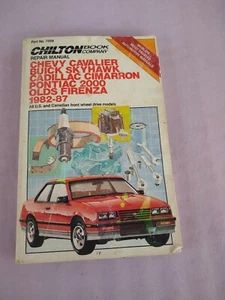 Part No. 7059
CHILTON BOOK COMPANY
REPAIR MANUAL
CHEVY CAVALIER
BUICK SKYHAWK
CADILLAC CIMARRON
PONTIAC 2000
OLDS FIRENZA
1982-87
All U.S. and Canadian front wheel drive models